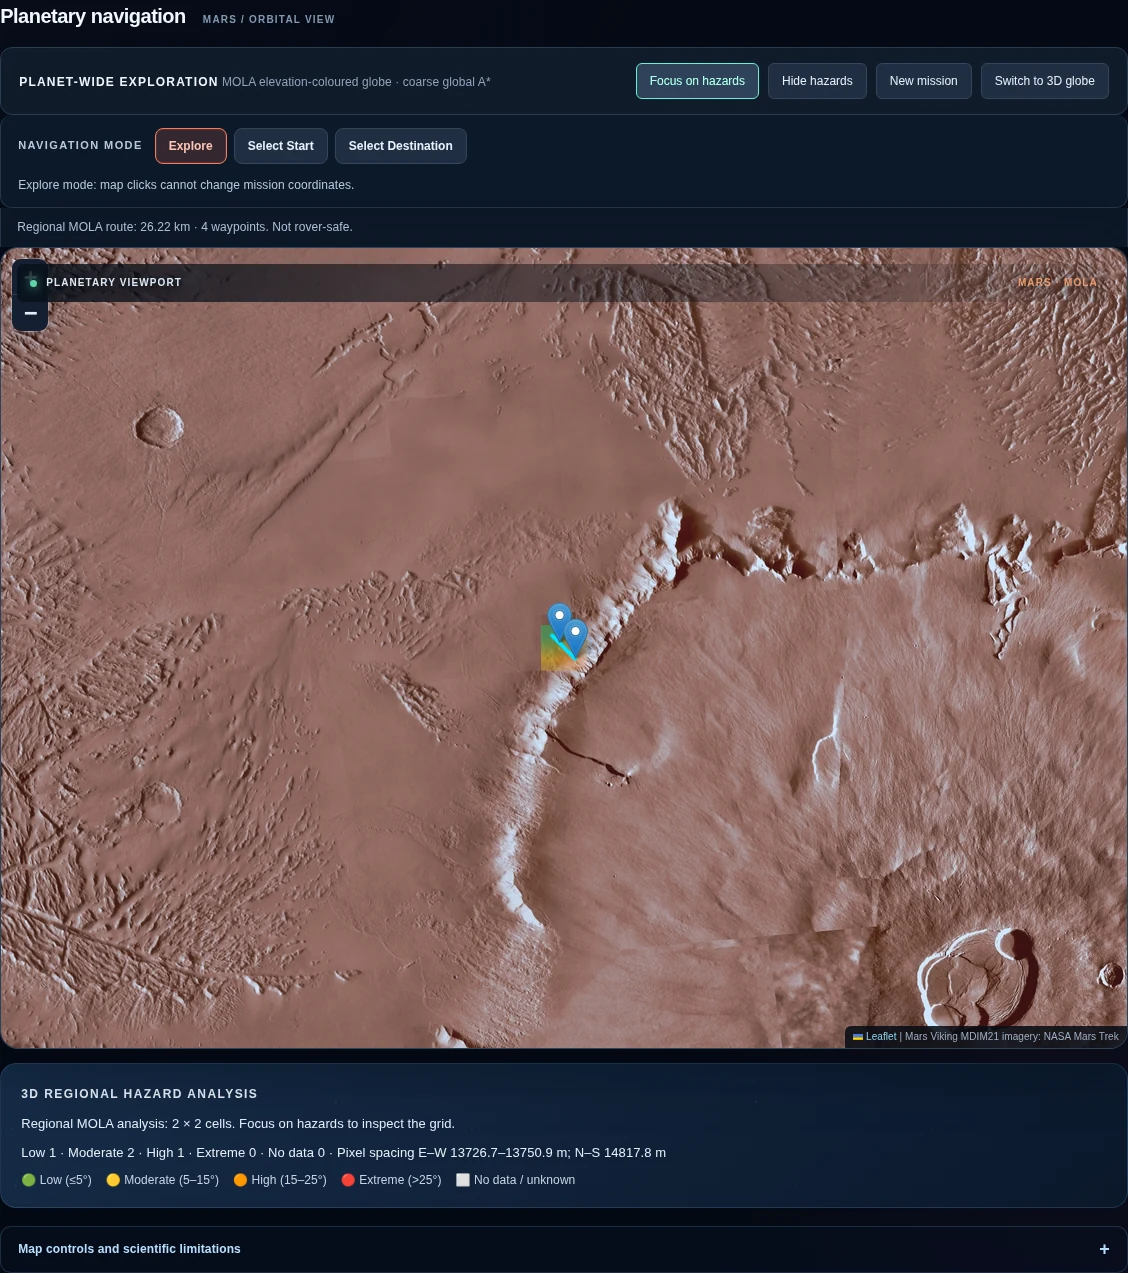 Planetary navigation MARS / ORBITAL VIEW
PLANET-WIDE EXPLORATION MOLA elevation-coloured globe · coarse global A* Focus on hazards Hide hazards New mission Switch to 3D globe
NAVIGATION MODE Explore Select Start Select Destination
Explore mode: map clicks cannot change mission coordinates.
Regional MOLA route: 26.22 km · 4 waypoints. Not rover-safe.
+
PLANETARY VIEWPORT MARS · MOLA
−
Leaflet | Mars Viking MDIM21 imagery: NASA Mars Trek
3D REGIONAL HAZARD ANALYSIS
Regional MOLA analysis: 2 × 2 cells. Focus on hazards to inspect the grid.
Low 1 · Moderate 2 · High 1 · Extreme 0 · No data 0 · Pixel spacing E–W 13726.7–13750.9 m; N–S 14817.8 m
Low (≤5°) Moderate (5–15°) High (15–25°) Extreme (>25°) No data / unknown
Map controls and scientific limitations +